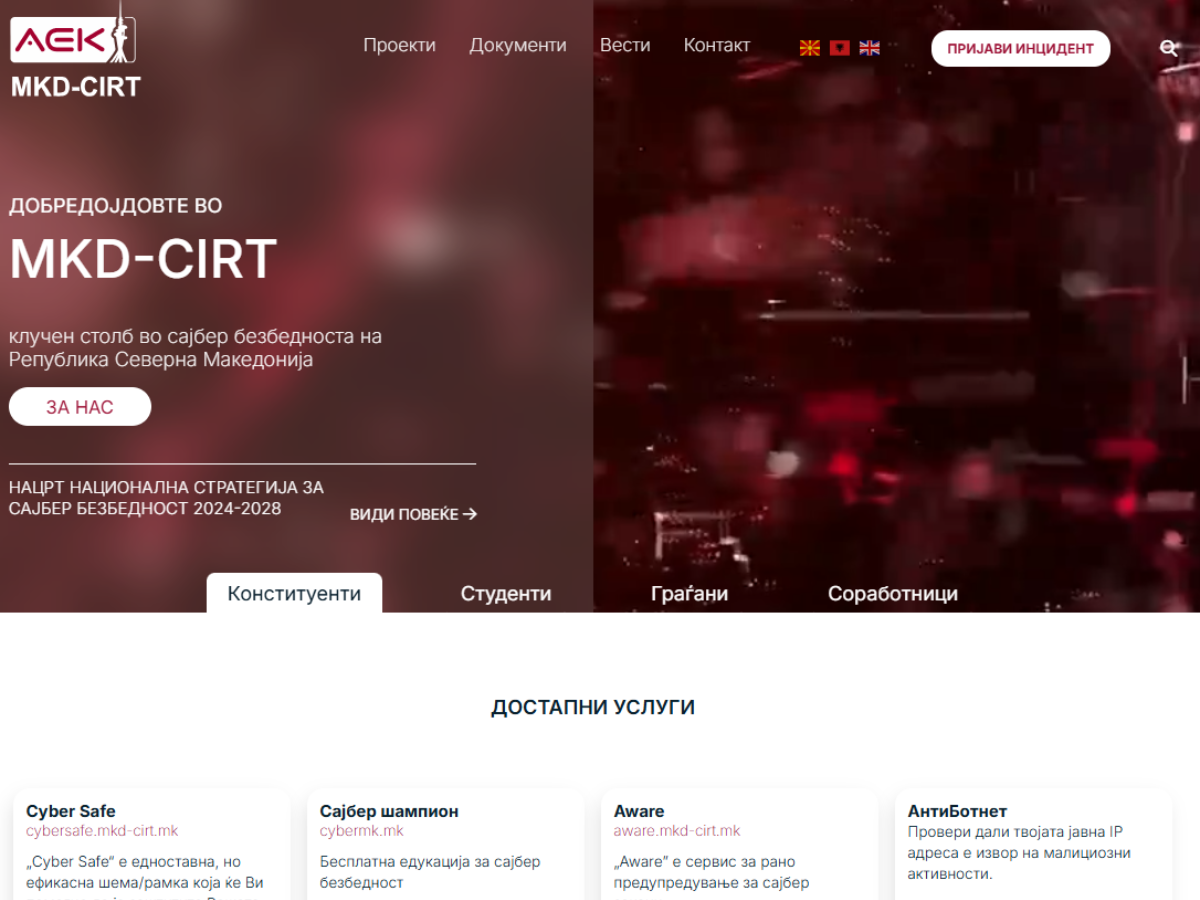 АЕК
MKD-CIRT
Проекти Документи Вести Контакт ПРИЈАВИ ИНЦИДЕНТ
ДОБРЕДОЈДОВТЕ ВО
MKD-CIRT
клучен столб во сајбер безбедноста на
Република Северна Македонија
ЗА НАС
НАЦРТ НАЦИОНАЛНА СТРАТЕГИЈА ЗА
САЈБЕР БЕЗБЕДНОСТ 2024-2028
ВИДИ ПОВЕЌЕ →
Конституенти Студенти Граѓани Соработници
ДОСТАПНИ УСЛУГИ
Cyber Safe
cybersafe.mkd-cirt.mk
„Cyber Safe“ е едноставна, но
ефикасна шема/рамка која ќе Ви
Сајбер шампион
cybermk.mk
Бесплатна едукација за сајбер
безбедност
Aware
aware.mkd-cirt.mk
„Aware“ е сервис за рано
предупредување за сајбер
АнтиБотнет
Провери дали твојата јавна IP
адреса е извор на малициозни
активности.